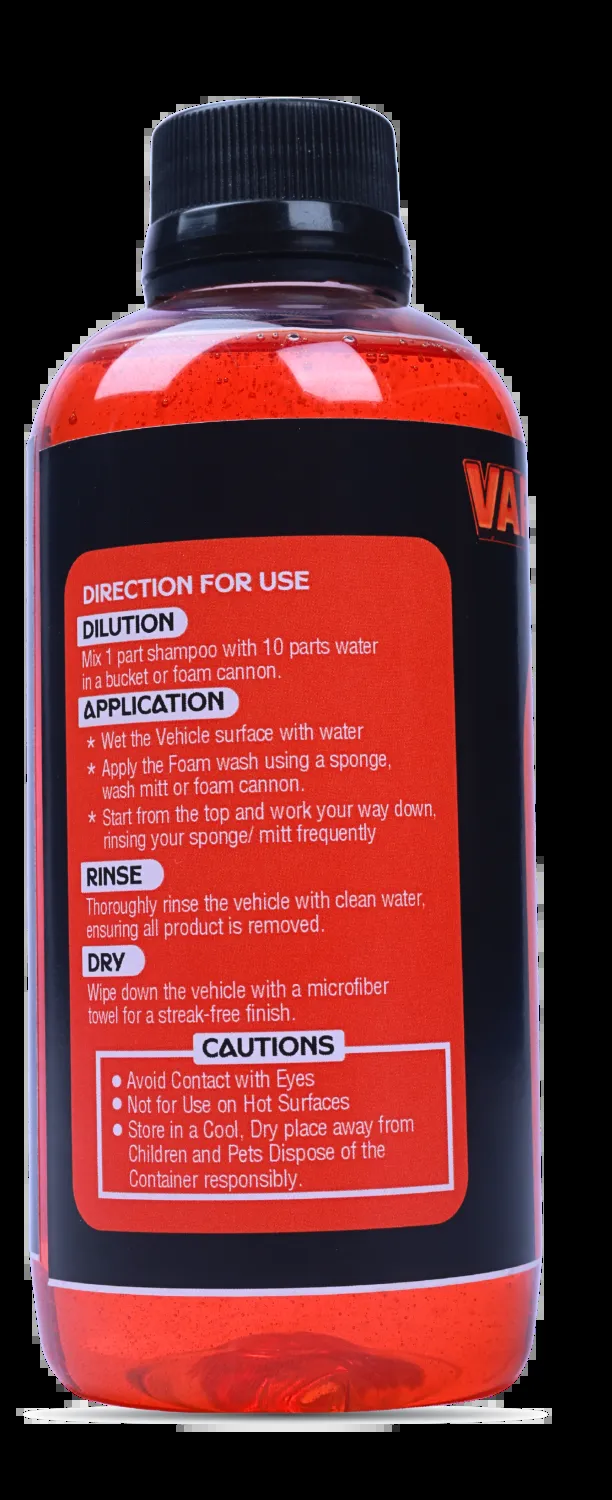 VA
DIRECTION FOR USE
DILUTION
Mix 1 part shampoo with 10 parts water
in a bucket or foam cannon.
APPLICATION
* Wet the Vehicle surface with water
* Apply the Foam wash using a sponge,
wash mitt or foam cannon.
* Start from the top and work your way down,
rinsing your sponge/ mitt frequently
RINSE
Thoroughly rinse the vehicle with clean water,
ensuring all product is removed.
DRY
Wipe down the vehicle with a microfiber
towel for a streak-free finish.
CAUTIONS
• Avoid Contact with Eyes
• Not for Use on Hot Surfaces
• Store in a Cool, Dry place away from
Children and Pets Dispose of the
Container responsibly.